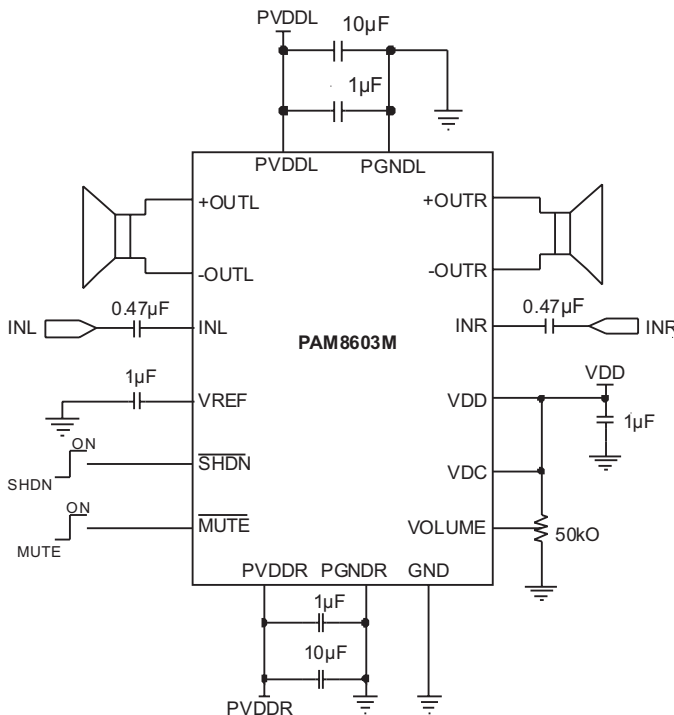 PVDDL
10µF
1µF
PVDDL PGNDL
+OUTL +OUTR
-OUTL -OUTR
0.47µF 0.47µF
INL INL INR INR
PAM8603M
1µF VREF VDD VDD
1µF
ON
SHDN SHDN VDC
ON
MUTE MUTE VOLUME 50kO
PVDDR PGNDR GND
1µF
10µF
PVDDR